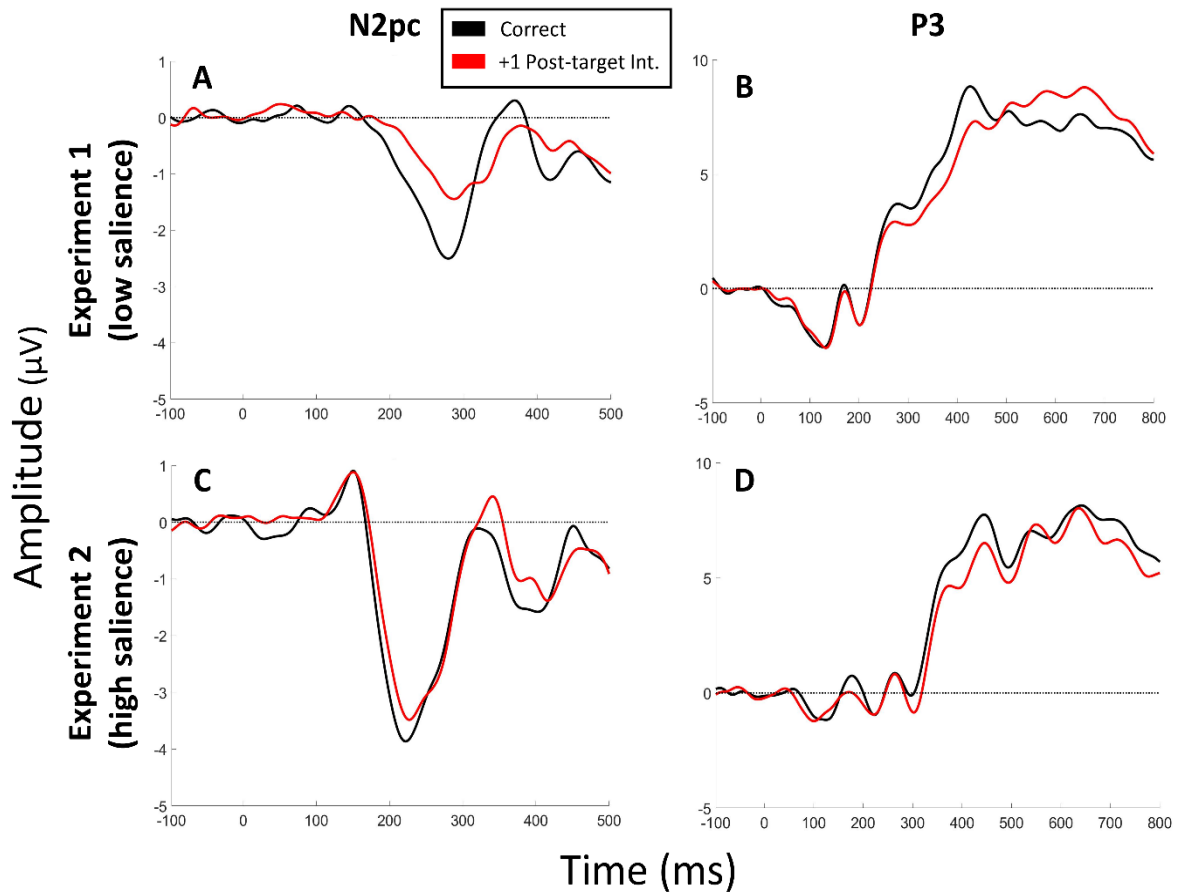 N2pc
Correct
+1 Post-target Int.
P3
Amplitude (µV)
Experiment 1
(low salience)
A
1
0
-1
-2
-3
-4
-5
-100 0 100 200 300 400 500
B
10
5
0
-5
-100 0 100 200 300 400 500 600 700 800
Experiment 2
(high salience)
C
1
0
-1
-2
-3
-4
-5
-100 0 100 200 300 400 500
D
10
5
0
-5
-100 0 100 200 300 400 500 600 700 800
Time (ms)